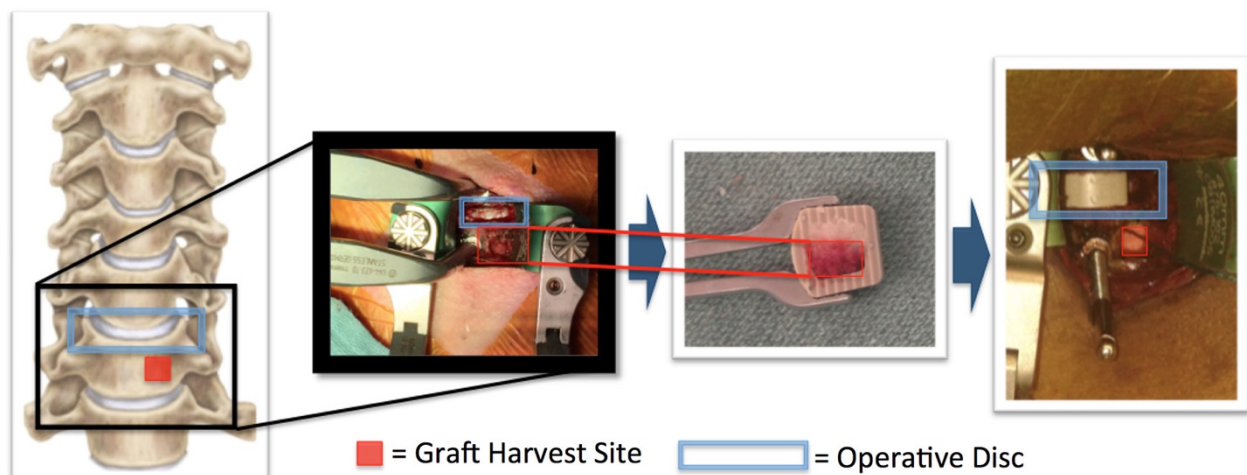 = Graft Harvest Site
= Operative Disc